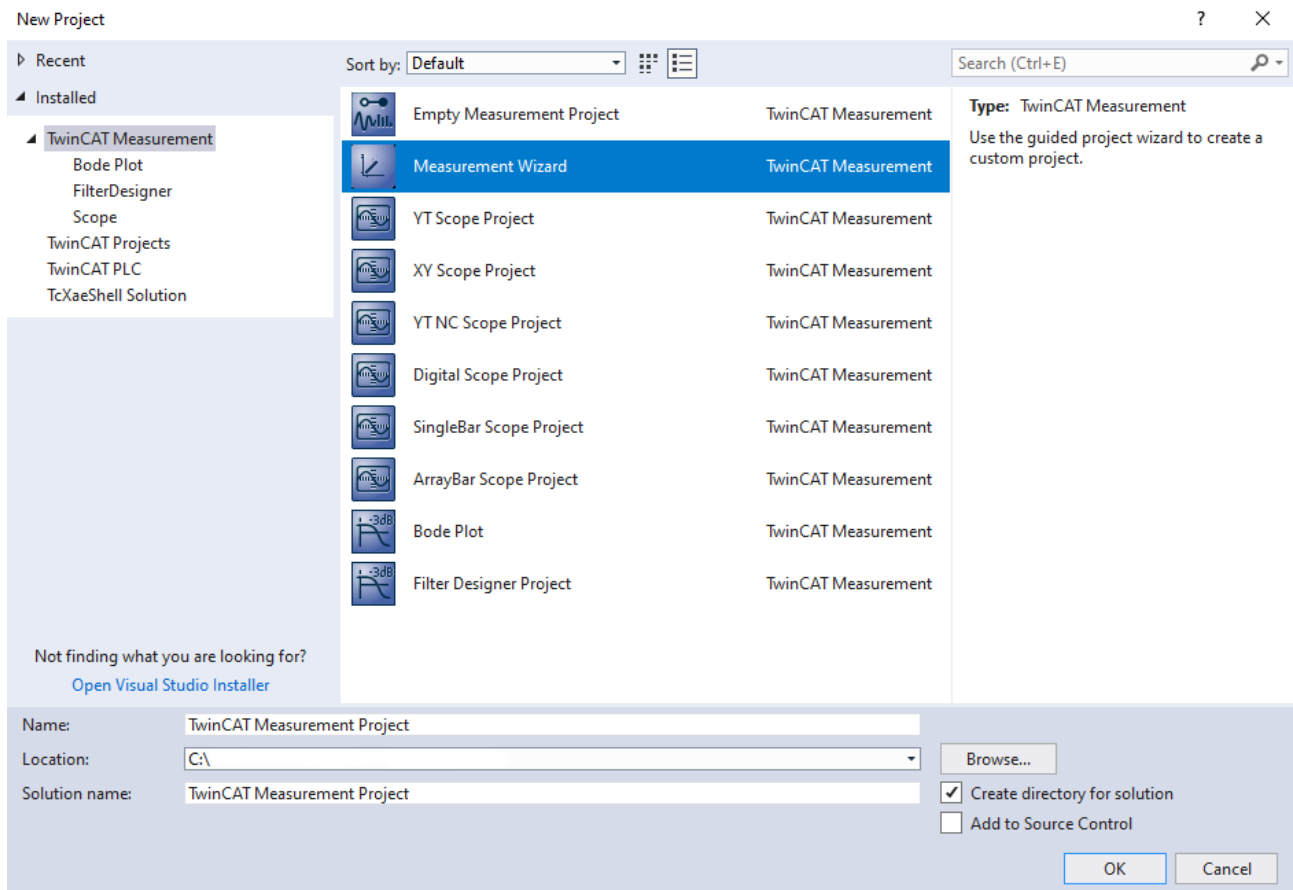 New Project
?
Recent
Installed
TwinCAT Measurement
Bode Plot
FilterDesigner
Scope
TwinCAT Projects
TwinCAT PLC
TcXaeShell Solution
Not finding what you are looking for?
Open Visual Studio Installer
Sort by: Default
Empty Measurement Project TwinCAT Measurement
Measurement Wizard TwinCAT Measurement
YT Scope Project TwinCAT Measurement
XY Scope Project TwinCAT Measurement
YT NC Scope Project TwinCAT Measurement
Digital Scope Project TwinCAT Measurement
SingleBar Scope Project TwinCAT Measurement
ArrayBar Scope Project TwinCAT Measurement
-3dB
Bode Plot TwinCAT Measurement
-3dB
Filter Designer Project TwinCAT Measurement
Search (Ctrl+E)
Type: TwinCAT Measurement
Use the guided project wizard to create a
custom project.
Name: TwinCAT Measurement Project
Location: C:\ Browse...
Solution name: TwinCAT Measurement Project
Create directory for solution
Add to Source Control
OK Cancel